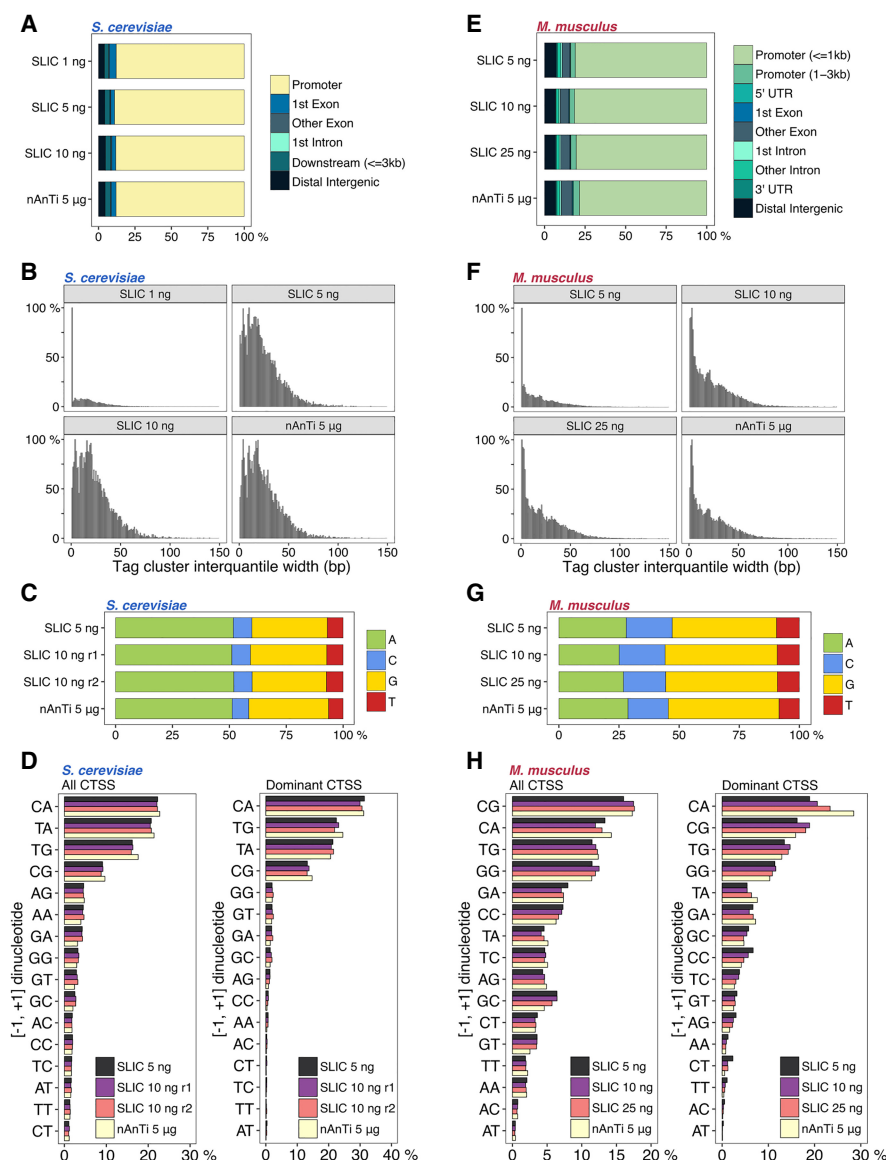 A
S. cerevisiae
SLIC 1 ng
SLIC 5 ng
SLIC 10 ng
nAnTi 5 µg
0 25 50 75 100 %
Promoter
1st Exon
Other Exon
1st Intron
Downstream (<=3kb)
Distal Intergenic
E
M. musculus
SLIC 5 ng
SLIC 10 ng
SLIC 25 ng
nAnTi 5 µg
0 25 50 75 100 %
Promoter (<=1kb)
Promoter (1−3kb)
5' UTR
1st Exon
Other Exon
1st Intron
Other Intron
3' UTR
Distal Intergenic
B
S. cerevisiae
SLIC 1 ng
SLIC 5 ng
100 %
50
0
SLIC 10 ng
nAnTi 5 µg
100 %
50
0
0 50 100 150
0 50 100 150
Tag cluster interquantile width (bp)
F
M. musculus
SLIC 5 ng
SLIC 10 ng
100 %
50
0
SLIC 25 ng
nAnTi 5 µg
100 %
50
0
0 50 100 150
0 50 100 150
Tag cluster interquantile width (bp)
C
S. cerevisiae
SLIC 5 ng
SLIC 10 ng r1
SLIC 10 ng r2
nAnTi 5 µg
0 25 50 75 100 %
A
C
G
T
G
M. musculus
SLIC 5 ng
SLIC 10 ng
SLIC 25 ng
nAnTi 5 µg
0 25 50 75 100 %
A
C
G
T
D
S. cerevisiae
All CTSS
[-1, +1] dinucleotide
CA
TA
TG
CG
AG
AA
GA
GG
GT
GC
AC
CC
TC
AT
TT
CT
SLIC 5 ng
SLIC 10 ng r1
SLIC 10 ng r2
nAnTi 5 µg
0 10 20 30 %
Dominant CTSS
[-1, +1] dinucleotide
CA
TG
TA
CG
GG
GT
GA
GC
AG
CC
AA
AC
CT
TC
TT
AT
SLIC 5 ng
SLIC 10 ng r1
SLIC 10 ng r2
nAnTi 5 µg
0 10 20 30 40 %
H
M. musculus
All CTSS
[-1, +1] dinucleotide
CG
CA
TG
GG
GA
CC
TA
TC
AG
GC
CT
GT
TT
AA
AC
AT
SLIC 5 ng
SLIC 10 ng
SLIC 25 ng
nAnTi 5 µg
0 5 10 15 20 %
Dominant CTSS
[-1, +1] dinucleotide
CA
CG
TG
GG
TA
GA
GC
CC
TC
GT
AG
AA
CT
TT
AC
AT
SLIC 5 ng
SLIC 10 ng
SLIC 25 ng
nAnTi 5 µg
0 10 20 30 %